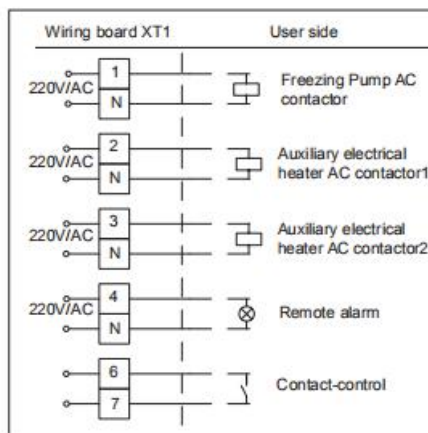 Wiring board XT1 User side
1
220V/AC
N
Freezing Pump AC
contactor
2
220V/AC
N
Auxiliary electrical
heater AC contactor1
3
220V/AC
N
Auxiliary electrical
heater AC contactor2
4
220V/AC
N
Remote alarm
6
7
Contact-control